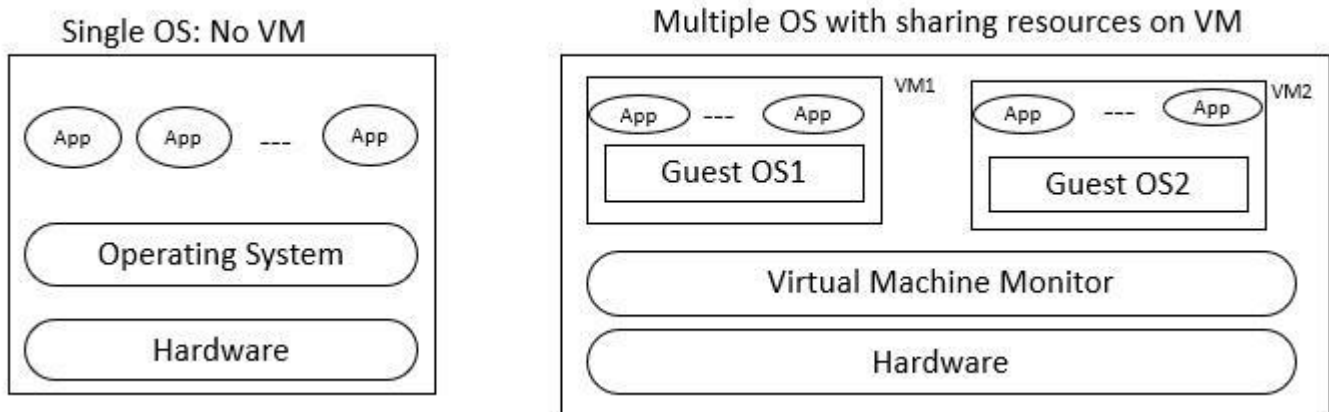 Single OS: No VM
App App --- App
Operating System
Hardware
Multiple OS with sharing resources on VM
VM1
App --- App
Guest OS1
VM2
App --- App
Guest OS2
Virtual Machine Monitor
Hardware